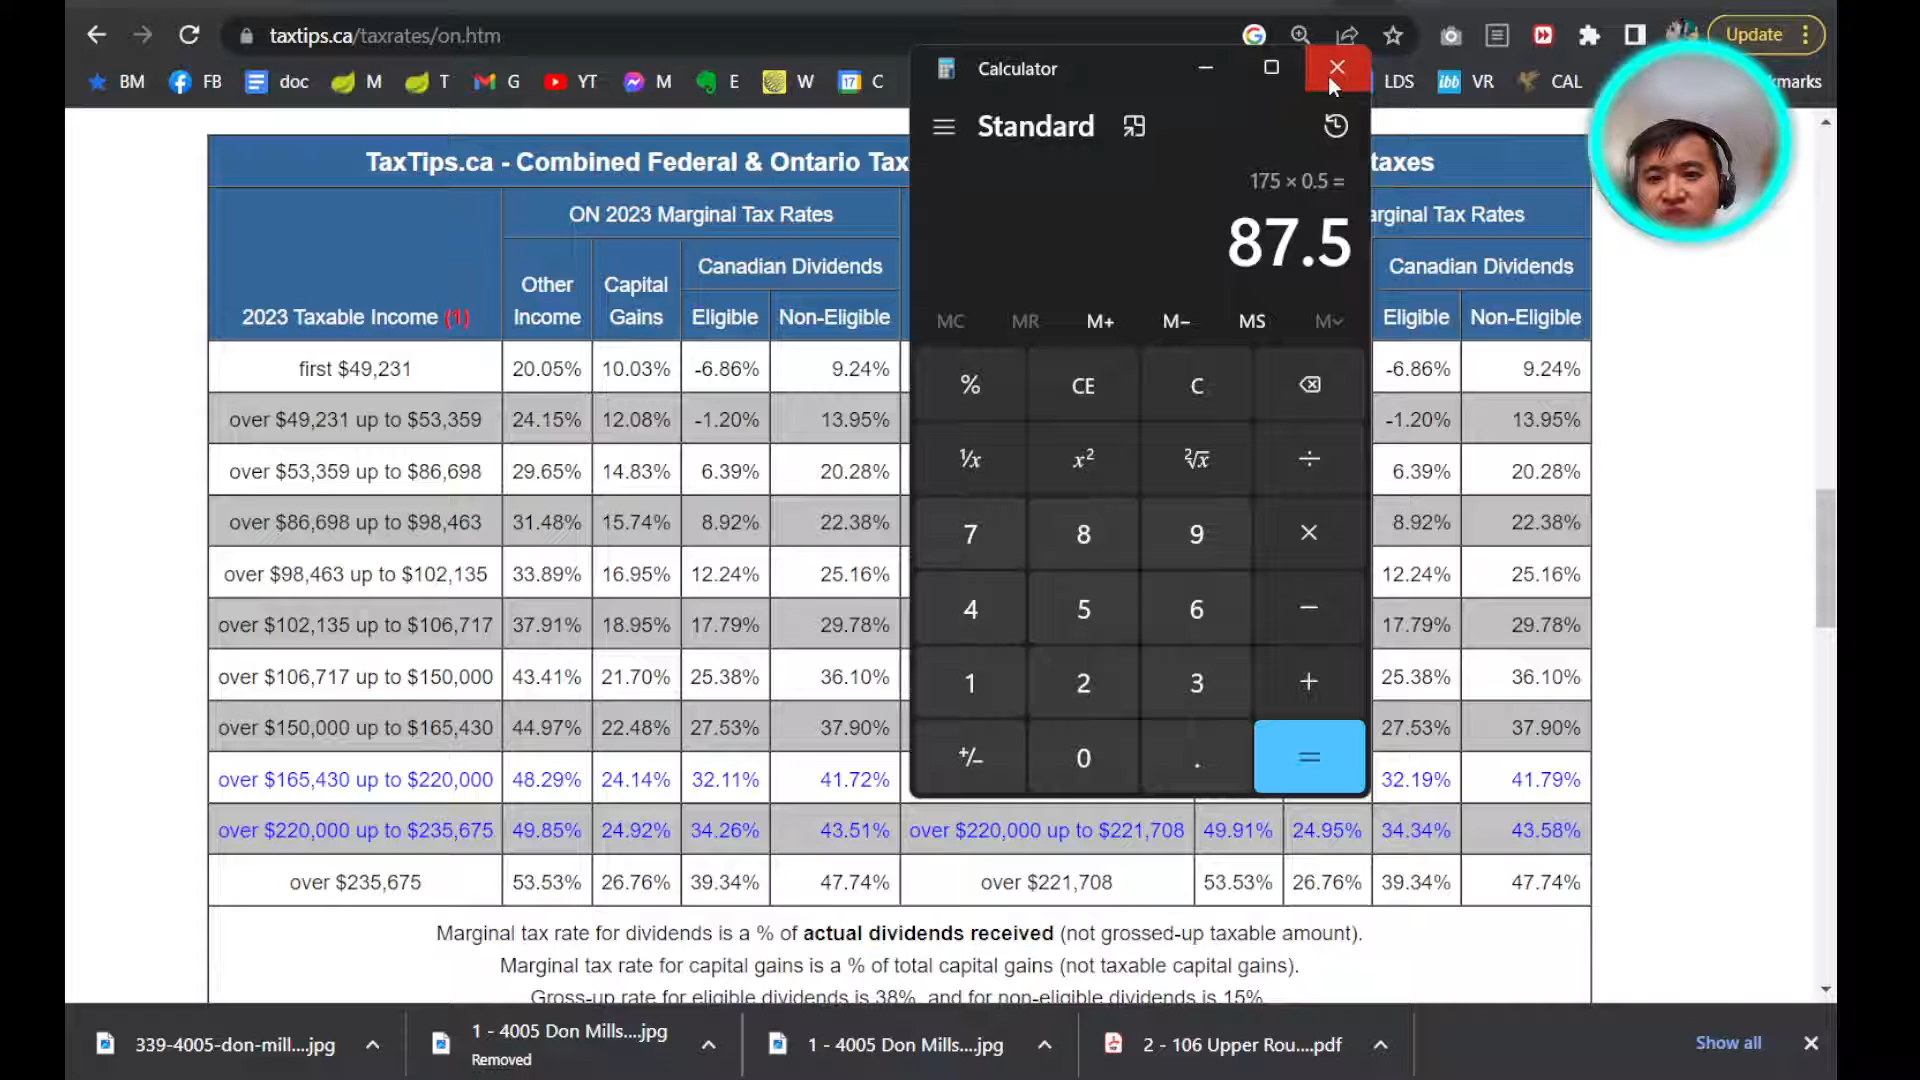 taxtips.ca/taxrates/on.htm
Update
BM FB doc M T G YT M E W 17 C
LDS ibb VR CAL kmarks
Calculator
Standard
175 × 0.5 =
87.5
MC MR M+ M− MS M
% CE C
⅟x x² ²√x ÷
7 8 9 ×
4 5 6 −
1 2 3 +
+/− 0 . =
TaxTips.ca - Combined Federal & Ontario Tax taxes
ON 2023 Marginal Tax Rates arginal Tax Rates
2023 Taxable Income (1) Other Income Capital Gains Canadian Dividends Canadian Dividends
Eligible Non-Eligible Eligible Non-Eligible
first $49,231 20.05% 10.03% -6.86% 9.24% -6.86% 9.24%
over $49,231 up to $53,359 24.15% 12.08% -1.20% 13.95% -1.20% 13.95%
over $53,359 up to $86,698 29.65% 14.83% 6.39% 20.28% 6.39% 20.28%
over $86,698 up to $98,463 31.48% 15.74% 8.92% 22.38% 8.92% 22.38%
over $98,463 up to $102,135 33.89% 16.95% 12.24% 25.16% 12.24% 25.16%
over $102,135 up to $106,717 37.91% 18.95% 17.79% 29.78% 17.79% 29.78%
over $106,717 up to $150,000 43.41% 21.70% 25.38% 36.10% 25.38% 36.10%
over $150,000 up to $165,430 44.97% 22.48% 27.53% 37.90% 27.53% 37.90%
over $165,430 up to $220,000 48.29% 24.14% 32.11% 41.72% 32.19% 41.79%
over $220,000 up to $235,675 49.85% 24.92% 34.26% 43.51% over $220,000 up to $221,708 49.91% 24.95% 34.34% 43.58%
over $235,675 53.53% 26.76% 39.34% 47.74% over $221,708 53.53% 26.76% 39.34% 47.74%
Marginal tax rate for dividends is a % of actual dividends received (not grossed-up taxable amount).
Marginal tax rate for capital gains is a % of total capital gains (not taxable capital gains).
Gross-up rate for eligible dividends is 38%, and for non-eligible dividends is 15%.
339-4005-don-mill....jpg
1 - 4005 Don Mills....jpg
Removed
1 - 4005 Don Mills....jpg
2 - 106 Upper Rou....pdf
Show all